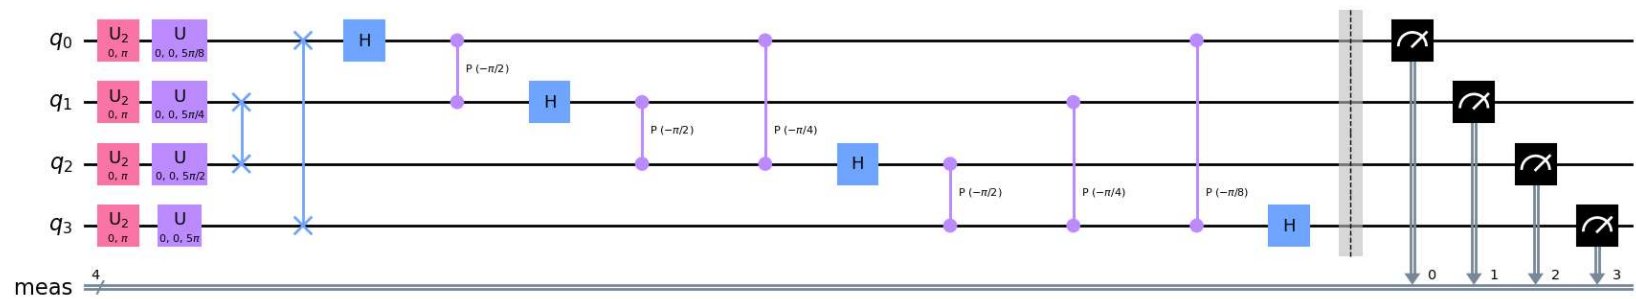 q0 U2 0, π U 0, 0, 5π/8 H
P (−π/2)
q1 U2 0, π U 0, 0, 5π/4 H
P (−π/2) P (−π/4)
q2 U2 0, π U 0, 0, 5π/2 H
P (−π/2) P (−π/4) P (−π/8)
q3 U2 0, π U 0, 0, 5π H
meas 4 0 1 2 3